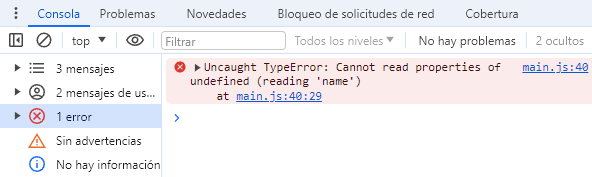 Consola Problemas Novedades Bloqueo de solicitudes de red Cobertura
top Filtrar Todos los niveles No hay problemas 2 ocultos
3 mensajes
2 mensajes de us...
1 error
Sin advertencias
No hay información
Uncaught TypeError: Cannot read properties of main.js:40
undefined (reading 'name')
at main.js:40:29